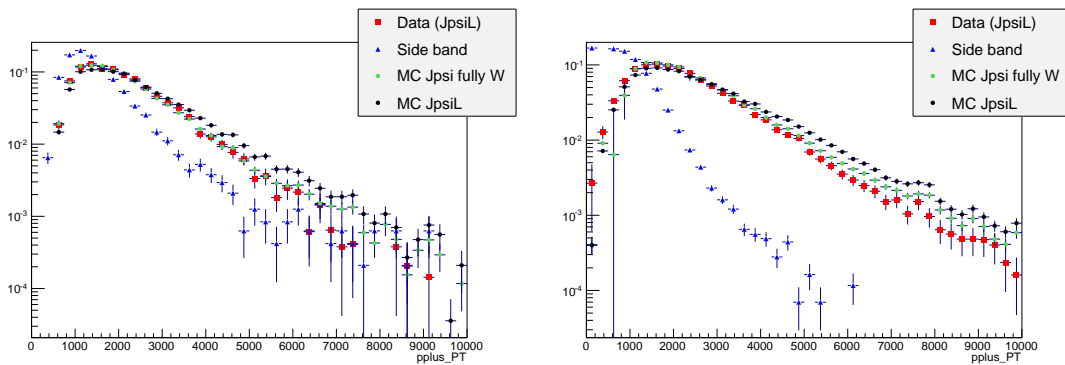 Data (JpsiL)
Side band
MC Jpsi fully W
MC JpsiL
10⁻¹
10⁻²
10⁻³
10⁻⁴
0 1000 2000 3000 4000 5000 6000 7000 8000 9000 10000
pplus_PT
Data (JpsiL)
Side band
MC Jpsi fully W
MC JpsiL
10⁻¹
10⁻²
10⁻³
10⁻⁴
0 1000 2000 3000 4000 5000 6000 7000 8000 9000 10000
pplus_PT